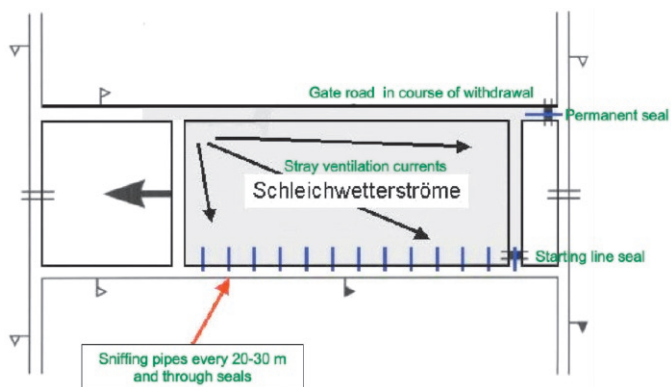 Gate road in course of withdrawal
Permanent seal
Stray ventilation currents
Schleichwetterströme
Starting line seal
Sniffing pipes every 20-30 m
and through seals